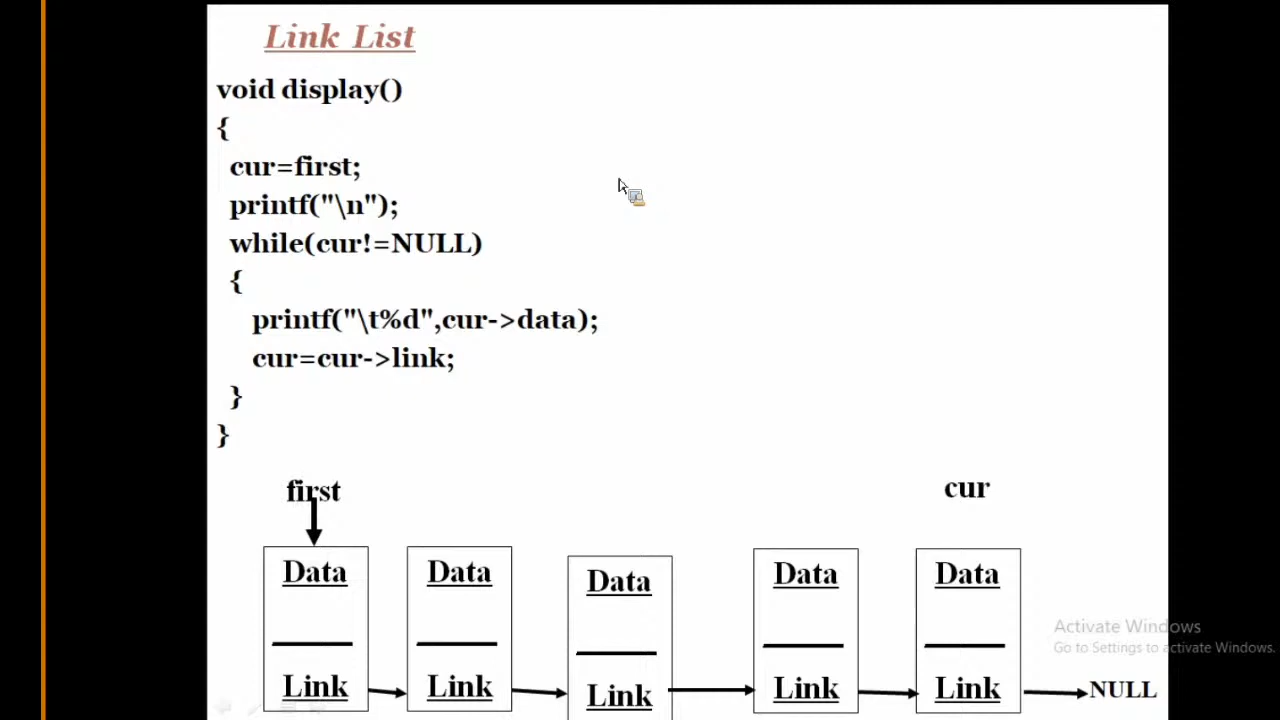 Link List
void display()
{
cur=first;
printf("\n");
while(cur!=NULL)
{
printf("\t%d",cur->data);
cur=cur->link;
}
}
first cur
Data Data Data Data Data
Link Link Link Link Link NULL
Activate Windows
Go to Settings to activate Windows.